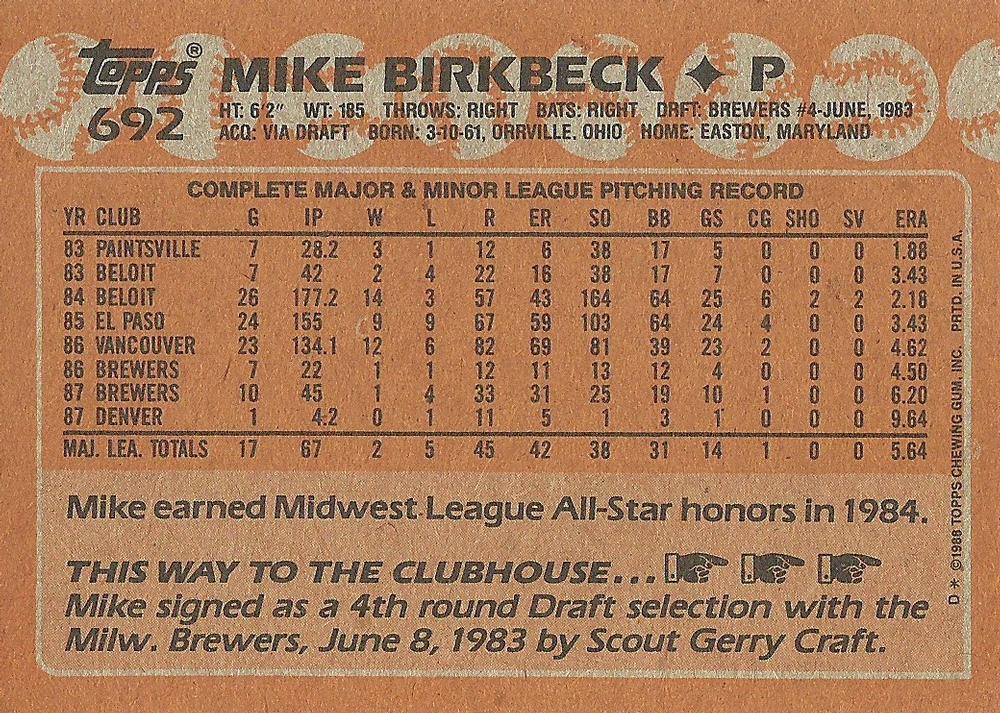 Topps® MIKE BIRKBECK ✦ P
692
HT: 6'2" WT: 185 THROWS: RIGHT BATS: RIGHT DRFT: BREWERS #4-JUNE, 1983
ACQ: VIA DRAFT BORN: 3-10-61, ORRVILLE, OHIO HOME: EASTON, MARYLAND
COMPLETE MAJOR & MINOR LEAGUE PITCHING RECORD
YR CLUB G IP W L R ER SO BB GS CG SHO SV ERA
83 PAINTSVILLE 7 28.2 3 1 12 6 38 17 5 0 0 0 1.88
83 BELOIT 7 42 2 4 22 16 38 17 7 0 0 0 3.43
84 BELOIT 26 177.2 14 3 57 43 164 64 25 6 2 2 2.18
85 EL PASO 24 155 9 9 67 59 103 64 24 4 0 0 3.43
86 VANCOUVER 23 134.1 12 6 82 69 81 39 23 2 0 0 4.62
86 BREWERS 7 22 1 1 12 11 13 12 4 0 0 0 4.50
87 BREWERS 10 45 1 4 33 31 25 19 10 1 0 0 6.20
87 DENVER 1 4.2 0 1 11 5 1 3 1 0 0 0 9.64
MAJ. LEA. TOTALS 17 67 2 5 45 42 38 31 14 1 0 0 5.64
Mike earned Midwest League All-Star honors in 1984.
THIS WAY TO THE CLUBHOUSE...
Mike signed as a 4th round Draft selection with the
Milw. Brewers, June 8, 1983 by Scout Gerry Craft.
D* ©1988 TOPPS CHEWING GUM, INC. PRTD. IN U.S.A.